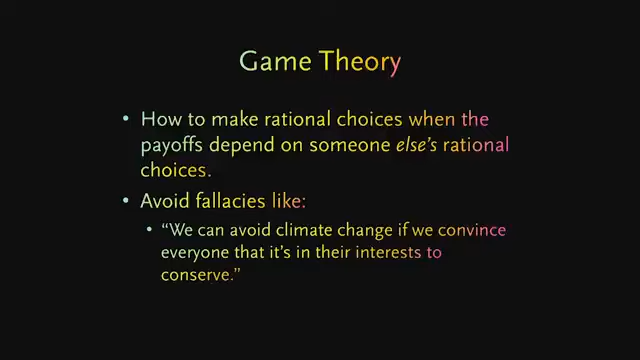 Game Theory
• How to make rational choices when the
payoffs depend on someone else's rational
choices.
• Avoid fallacies like:
• “We can avoid climate change if we convince
everyone that it's in their interests to
conserve.”